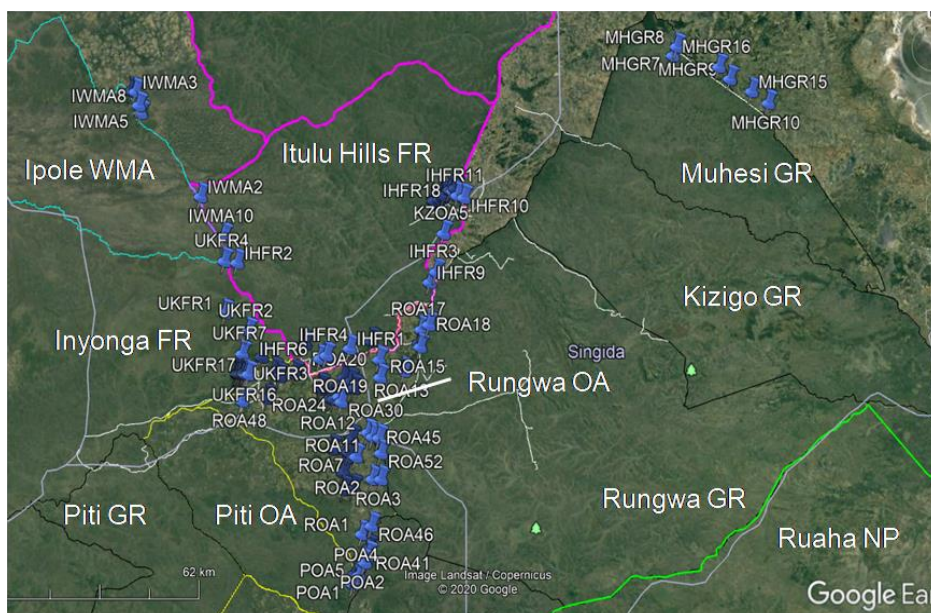 MHGR8
MHGR16
MHGR7
MHGR9
MHGR15
MHGR10
IWMA3
IWMA8
IWMA5
Itulu Hills FR
Ipole WMA
Muhesi GR
IHFR11
IHFR18
IHFR10
IWMA2
KZOA5
IWMA10
UKFR4
IHFR2
IHFR3
IHFR9
Kizigo GR
UKFR1
UKFR2
ROA17
ROA18
UKFR7
IHFR4
IHFR1
Inyonga FR
IHFR6
ROA20
Singida
UKFR17
UKFR3
ROA15
ROA19
ROA13
Rungwa OA
UKFR16
ROA24
ROA30
ROA48
ROA12
ROA45
ROA11
ROA7
ROA52
ROA2
ROA3
Rungwa GR
Piti GR
Piti OA
ROA1
ROA46
Ruaha NP
POA4
ROA41
POA5
POA2
POA1
62 km
Image Landsat / Copernicus
© 2020 Google
Google Ear